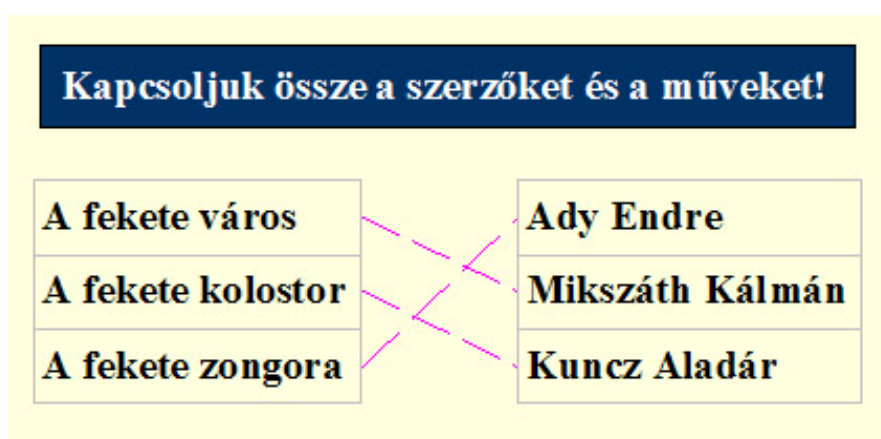 Kapcsoljuk össze a szerzőket és a műveket!
A fekete város
Ady Endre
A fekete kolostor
Mikszáth Kálmán
A fekete zongora
Kuncz Aladár